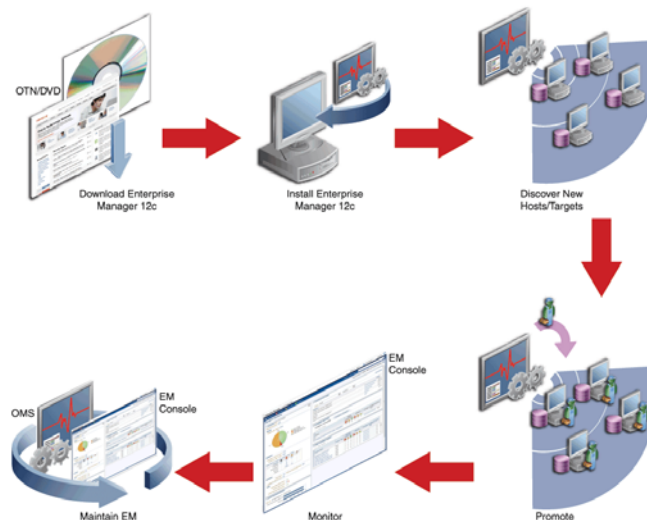 OTN/DVD
Download Enterprise
Manager 12c
Install Enterprise
Manager 12c
Discover New
Hosts/Targets
OMS
EM
Console
Maintain EM
EM
Console
Monitor
Promote